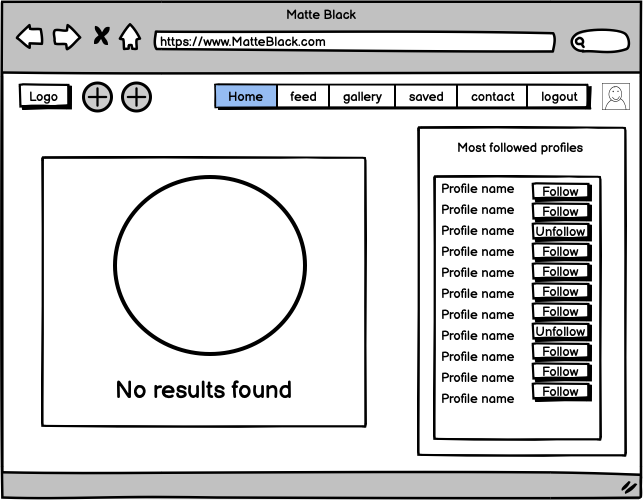 Matte Black
https://www.MatteBlack.com
Logo Home feed gallery saved contact logout
Most followed profiles
Profile name Follow
Profile name Follow
Profile name Unfollow
Profile name Follow
Profile name Follow
Profile name Follow
Profile name Follow
Profile name Unfollow
Profile name Follow
Profile name Follow
Profile name Follow
No results found